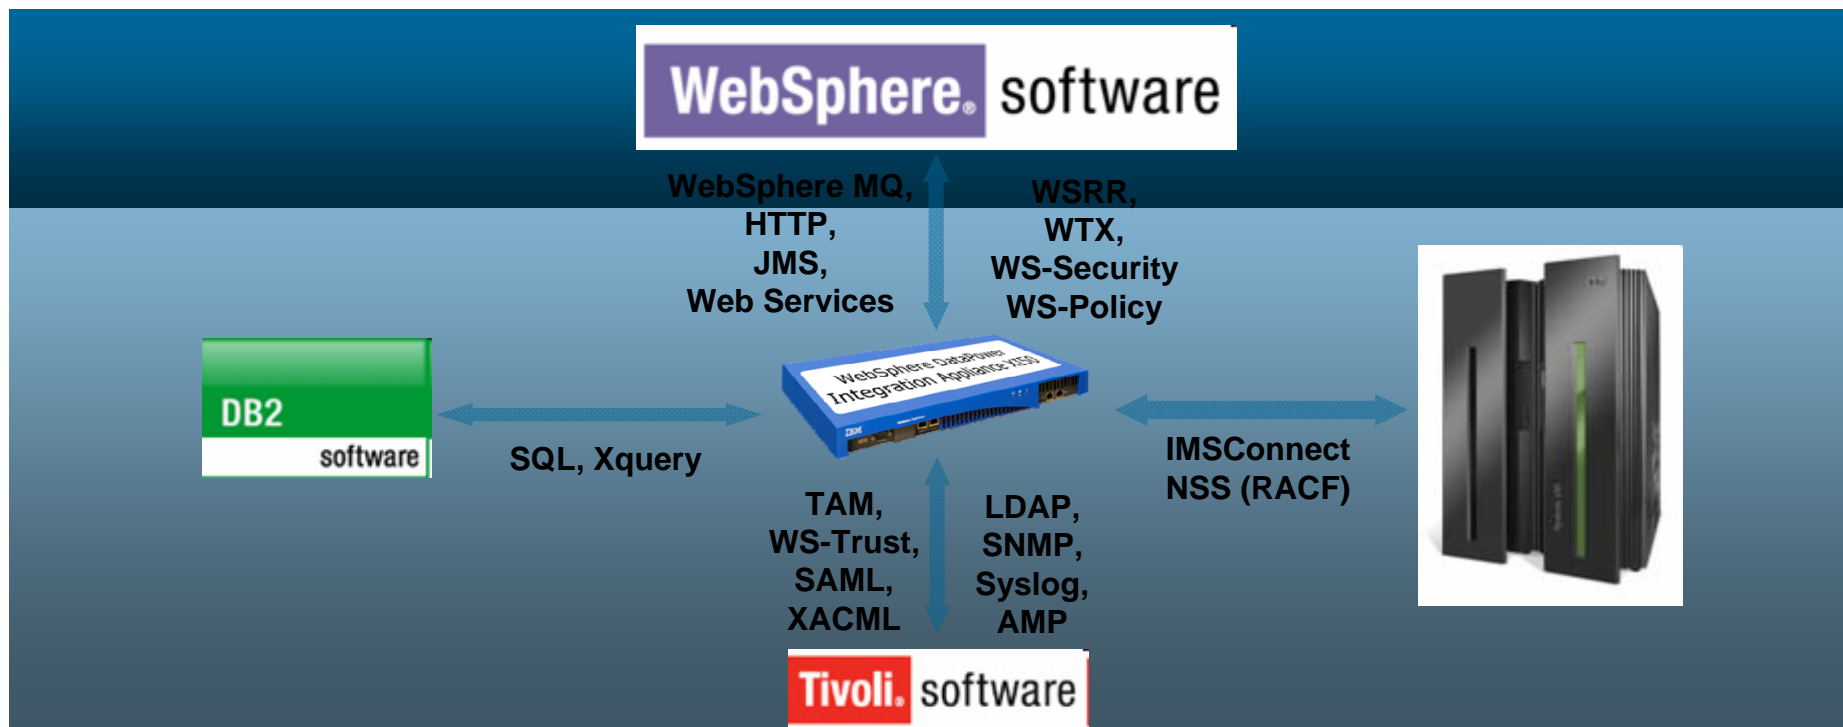 WebSphere® software
WebSphere MQ,
HTTP,
JMS,
Web Services
WSRR,
WTX,
WS-Security
WS-Policy
DB2
software
SQL, Xquery
WebSphere DataPower
Integration Appliance XI50
IBM
IMSConnect
NSS (RACF)
TAM,
WS-Trust,
SAML,
XACML
LDAP,
SNMP,
Syslog,
AMP
Tivoli® software